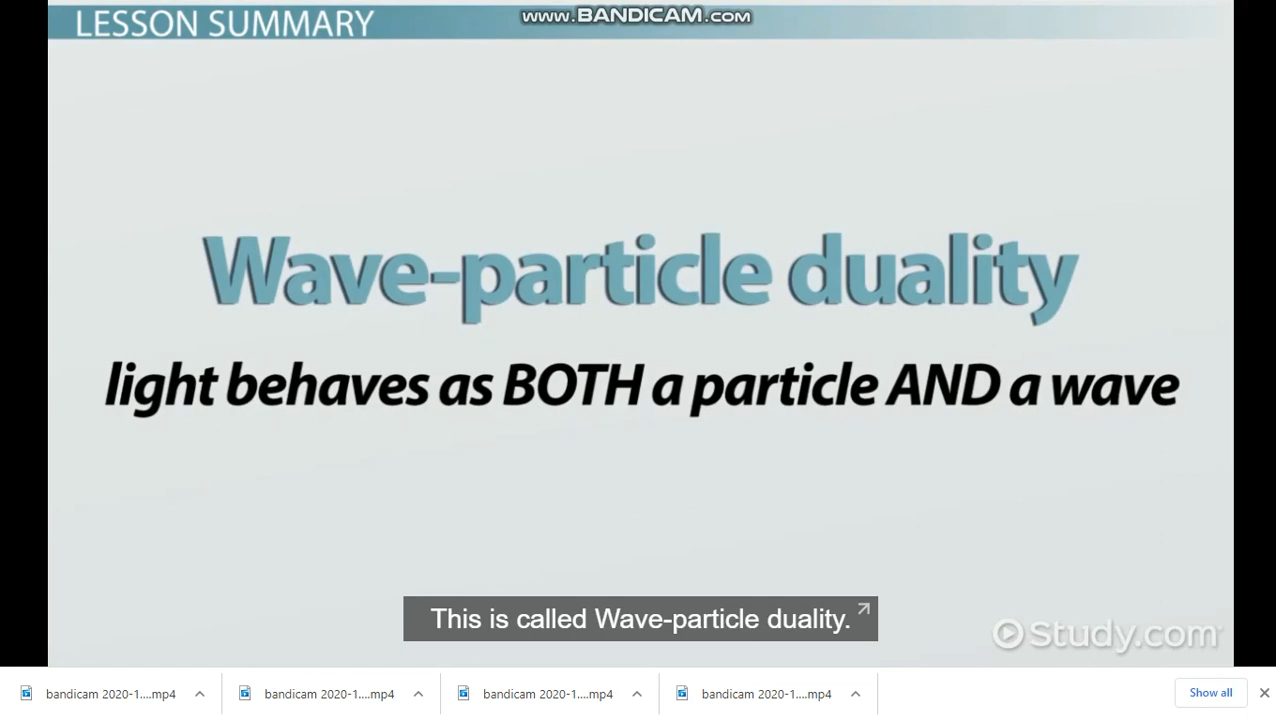 LESSON SUMMARY
www.BANDICAM.COM
Wave-particle duality
light behaves as BOTH a particle AND a wave
This is called Wave-particle duality.
Study.com
bandicam 2020-1....mp4
bandicam 2020-1....mp4
bandicam 2020-1....mp4
bandicam 2020-1....mp4
Show all